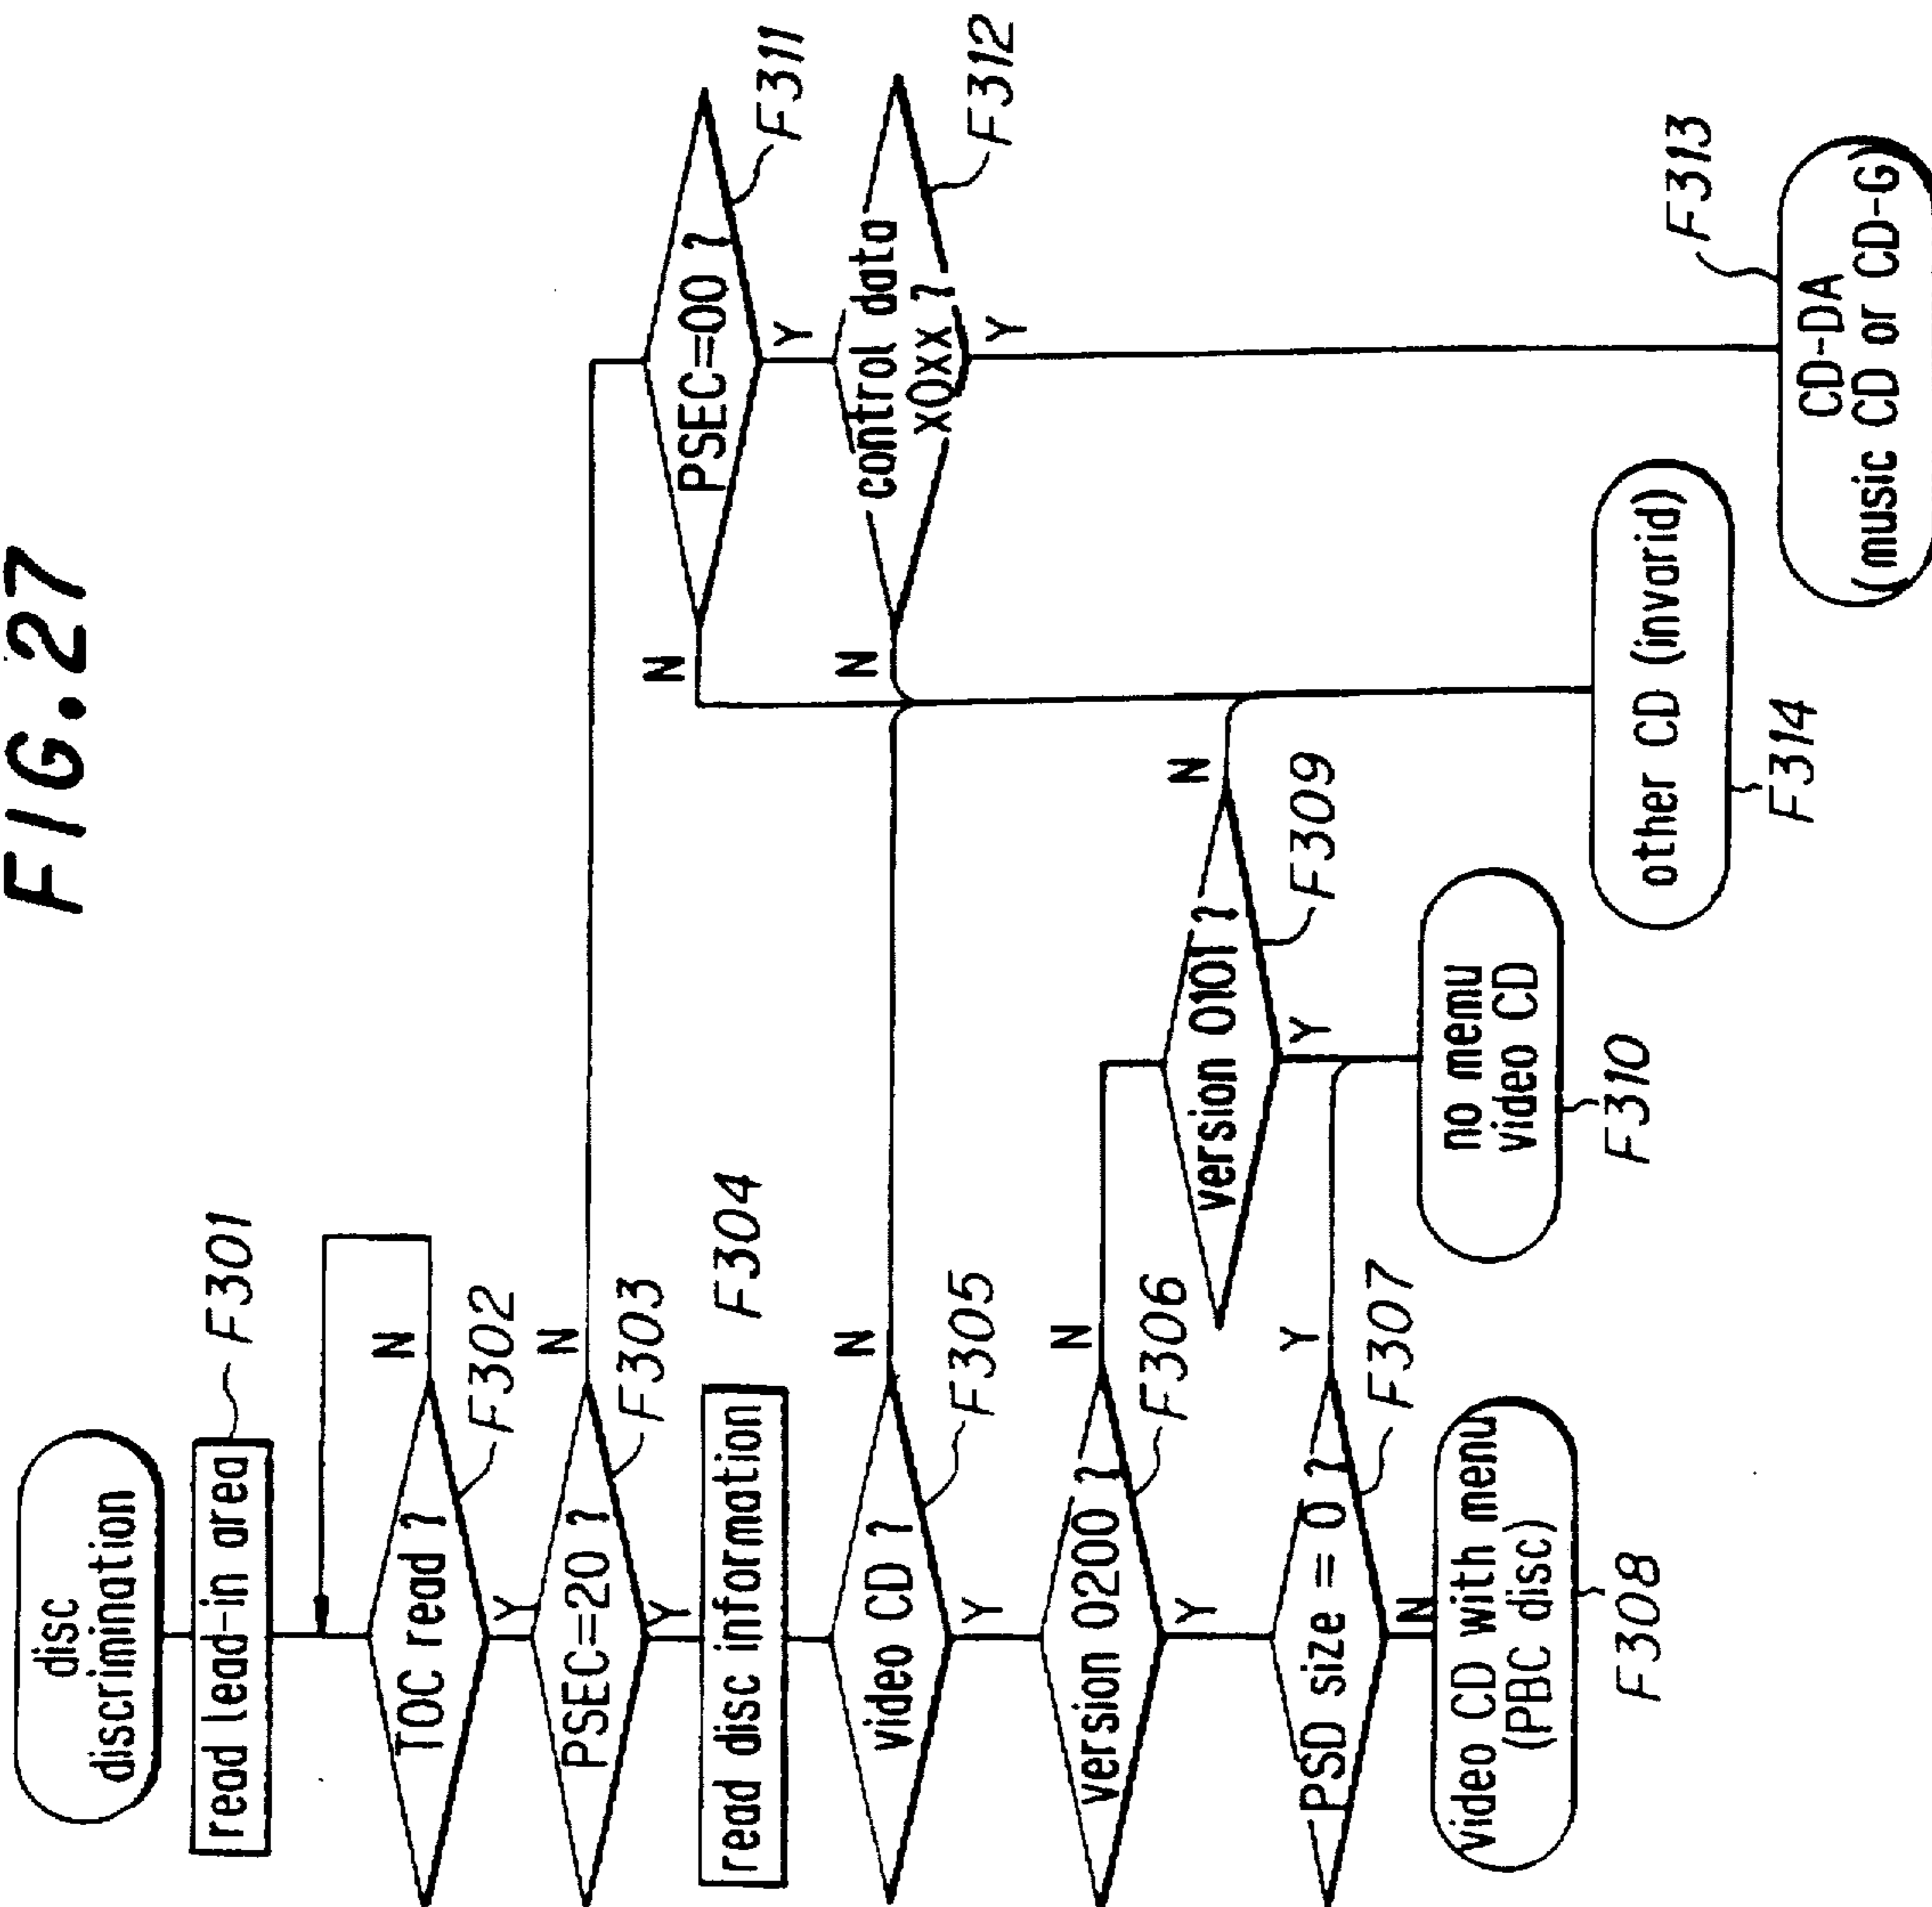 FIG. 27
disc
discrimination
read lead-in area
F301
TOC read ?
N
F302
Y
PSEC=20 ?
N
F303
Y
read disc information
F304
video CD ?
N
F305
Y
version 0200 ?
N
F306
Y
PSD size = 0 ?
Y
F307
N
video CD with menu
(PBC disc)
F308
version 0101 ?
N
F309
Y
no memu
video CD
F310
PSEC=00 ?
N
F311
Y
control data
x0xx ?
N
F312
Y
CD-DA
(music CD or CD-G)
F313
other CD (invarid)
F314